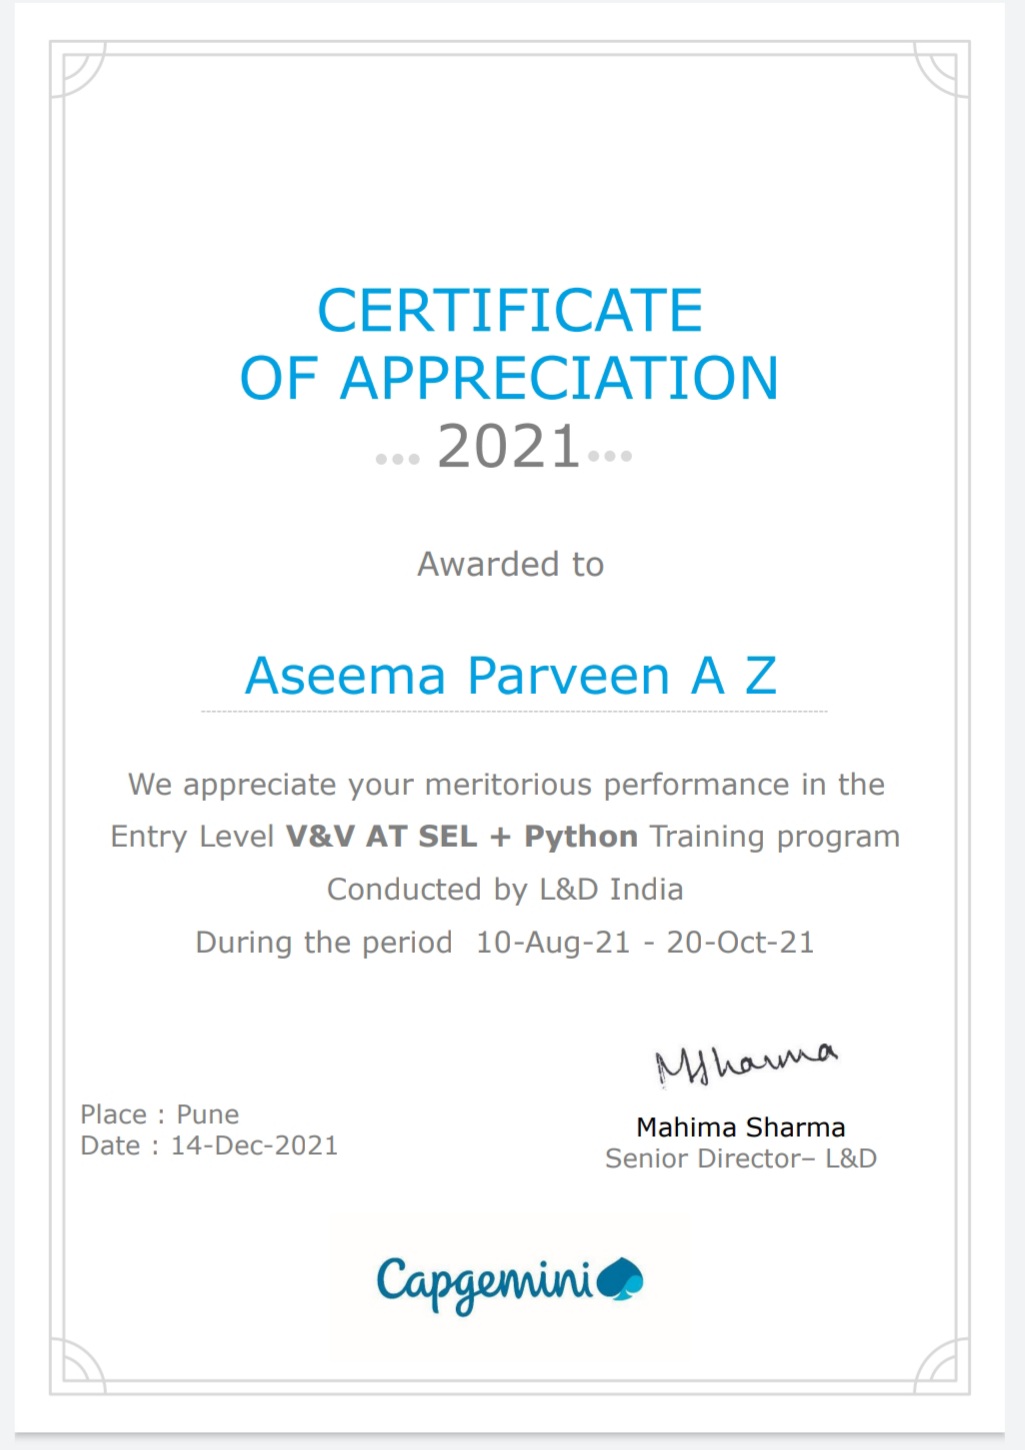 CERTIFICATE
OF APPRECIATION
... 2021...
Awarded to
Aseema Parveen A Z
We appreciate your meritorious performance in the
Entry Level V&V AT SEL + Python Training program
Conducted by L&D India
During the period 10-Aug-21 - 20-Oct-21
MSharma
Place : Pune
Date : 14-Dec-2021
Mahima Sharma
Senior Director– L&D
Capgemini